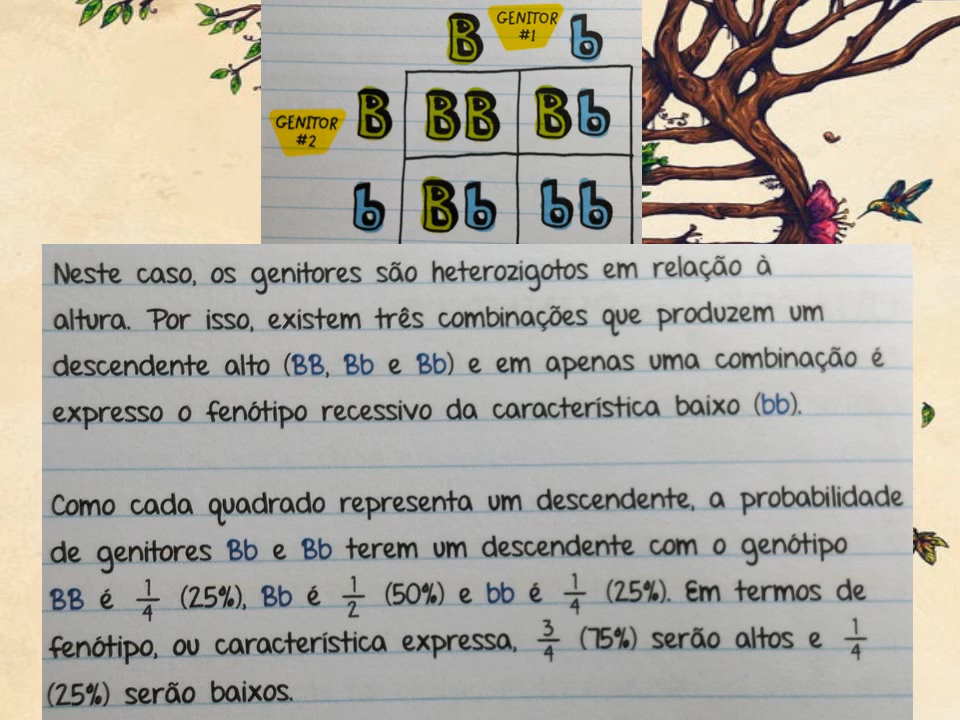 B GENITOR #1 b
GENITOR #2
B BB Bb
b Bb bb
Neste caso, os genitores são heterozigotos em relação à
altura. Por isso, existem três combinações que produzem um
descendente alto (BB, Bb e Bb) e em apenas uma combinação é
expresso o fenótipo recessivo da característica baixo (bb).
Como cada quadrado representa um descendente, a probabilidade
de genitores Bb e Bb terem um descendente com o genótipo
BB é 1/4 (25%), Bb é 1/2 (50%) e bb é 1/4 (25%). Em termos de
fenótipo, ou característica expressa, 3/4 (75%) serão altos e 1/4
(25%) serão baixos.